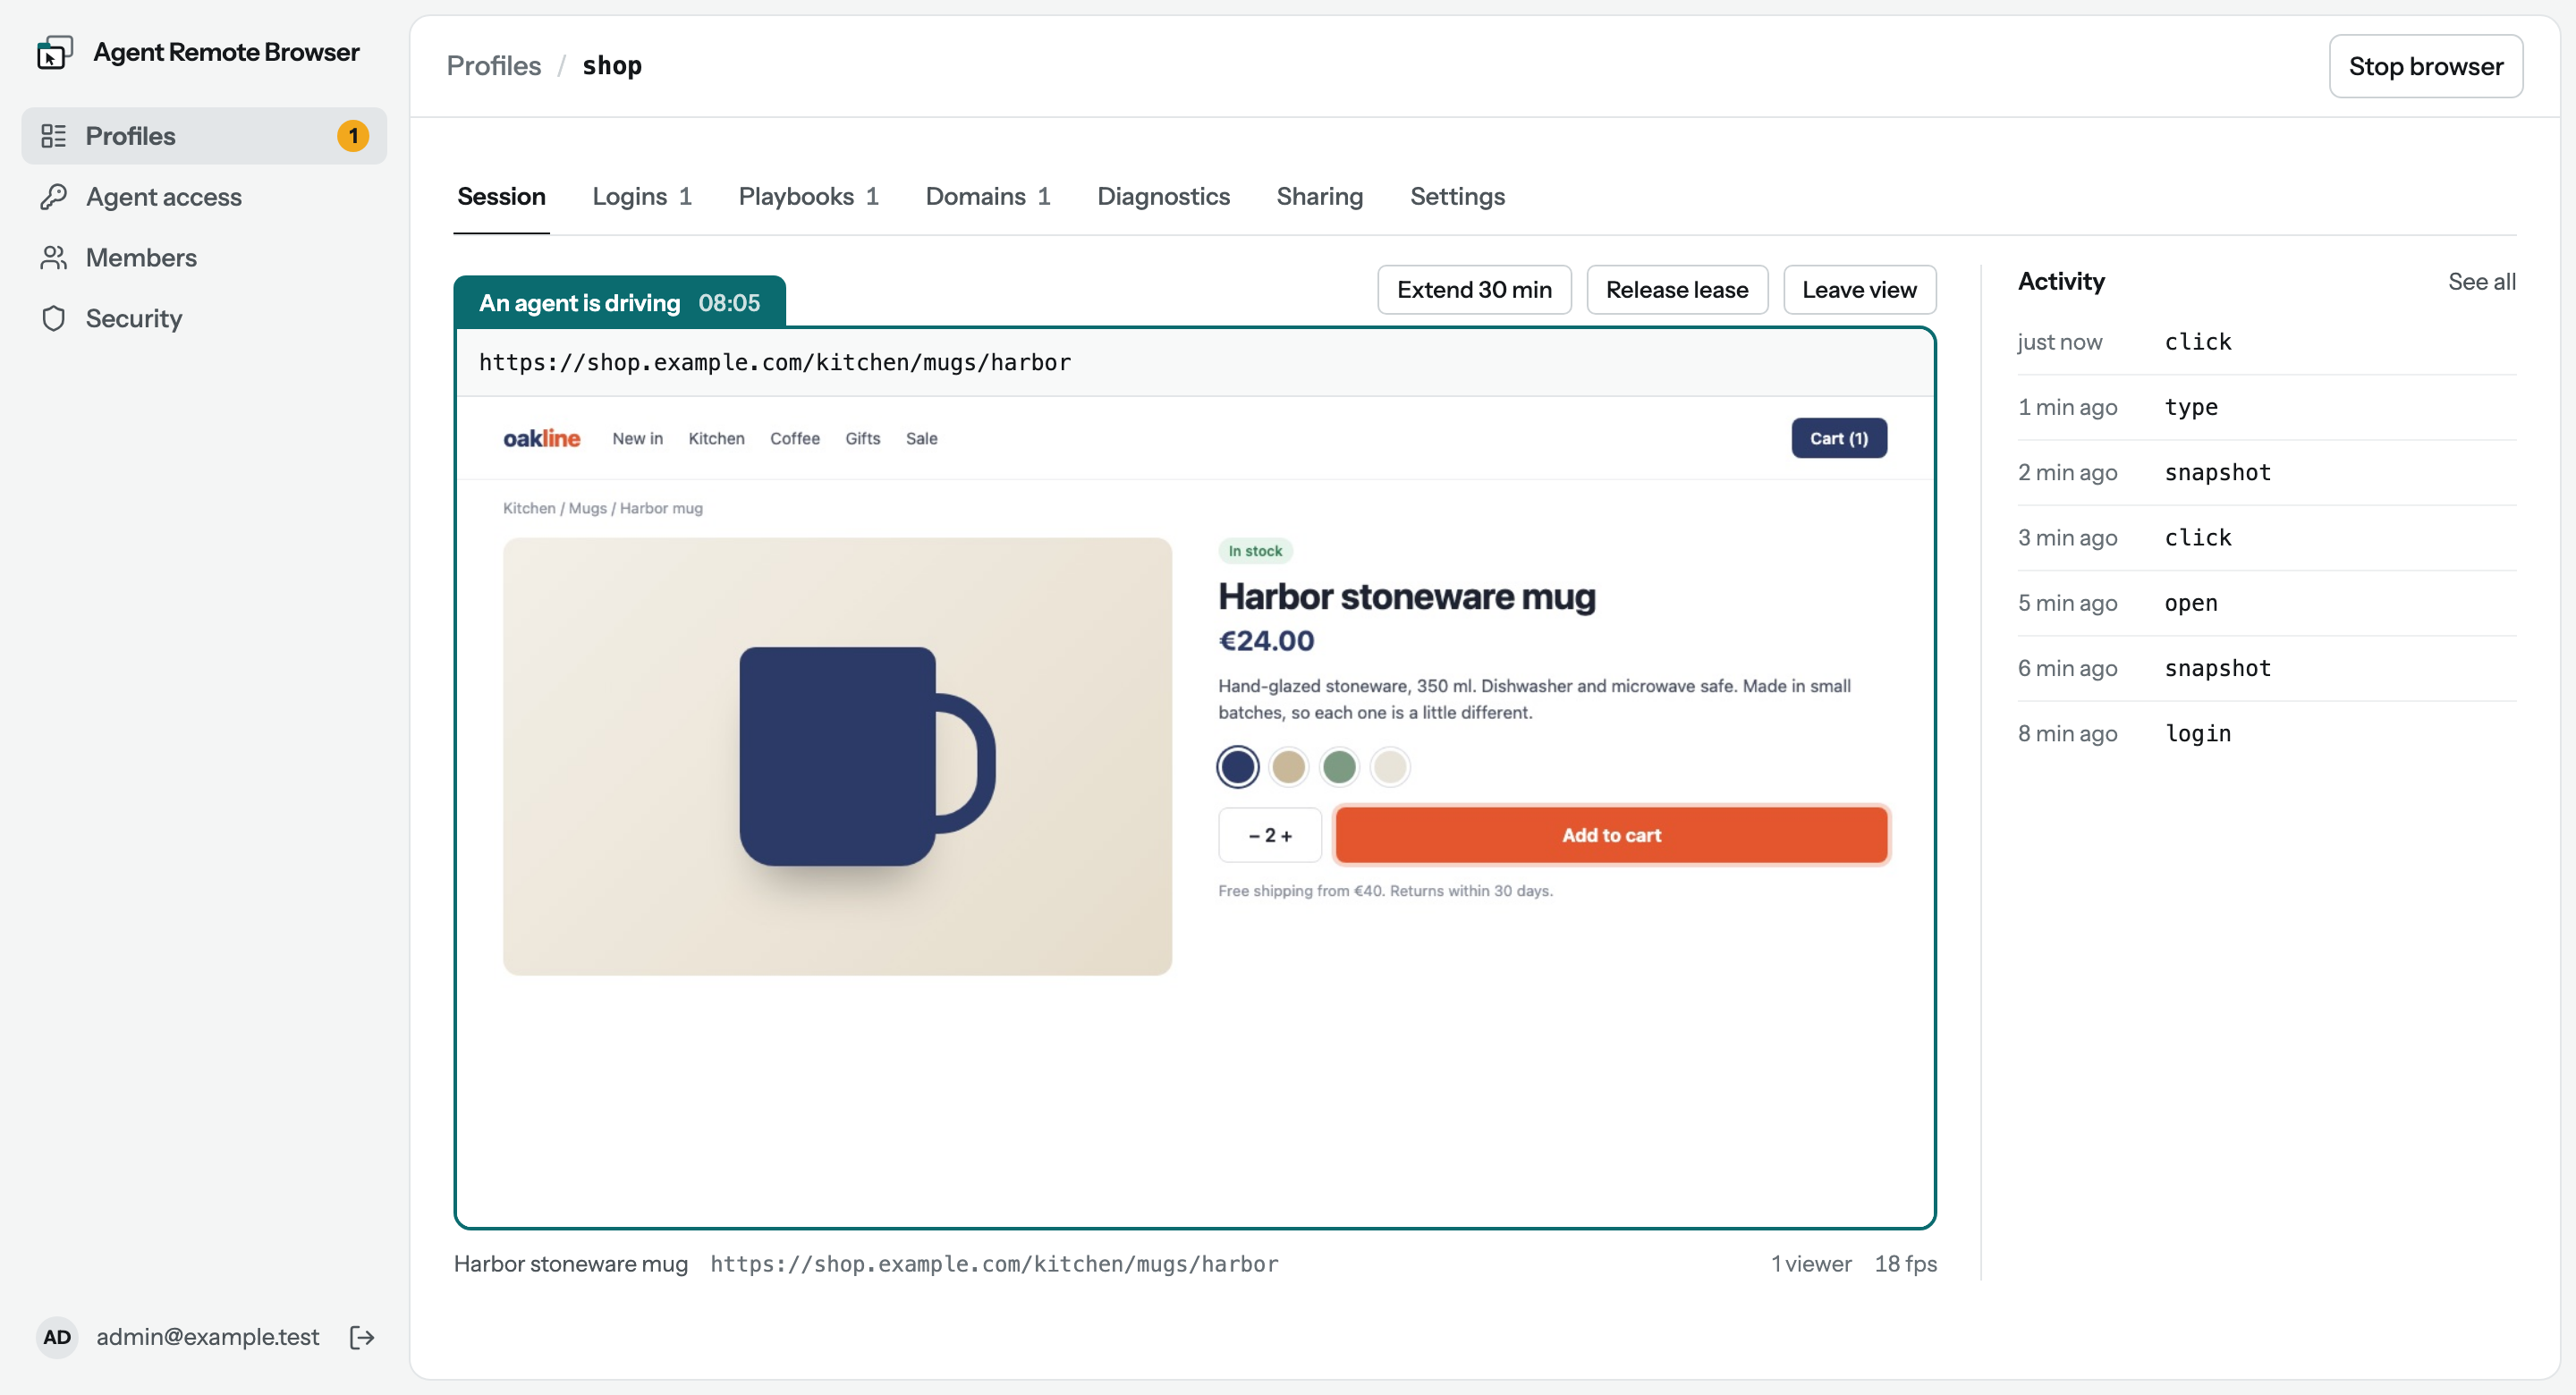 Agent Remote Browser
Profiles 1
Agent access
Members
Security
AD admin@example.test
Profiles / shop
Stop browser
Session Logins 1 Playbooks 1 Domains 1 Diagnostics Sharing Settings
An agent is driving 08:05
Extend 30 min Release lease Leave view
https://shop.example.com/kitchen/mugs/harbor
oakline New in Kitchen Coffee Gifts Sale Cart (1)
Kitchen / Mugs / Harbor mug
In stock
Harbor stoneware mug
€24.00
Hand-glazed stoneware, 350 ml. Dishwasher and microwave safe. Made in small
batches, so each one is a little different.
– 2 + Add to cart
Free shipping from €40. Returns within 30 days.
Harbor stoneware mug https://shop.example.com/kitchen/mugs/harbor 1 viewer 18 fps
Activity See all
just now click
1 min ago type
2 min ago snapshot
3 min ago click
5 min ago open
6 min ago snapshot
8 min ago login